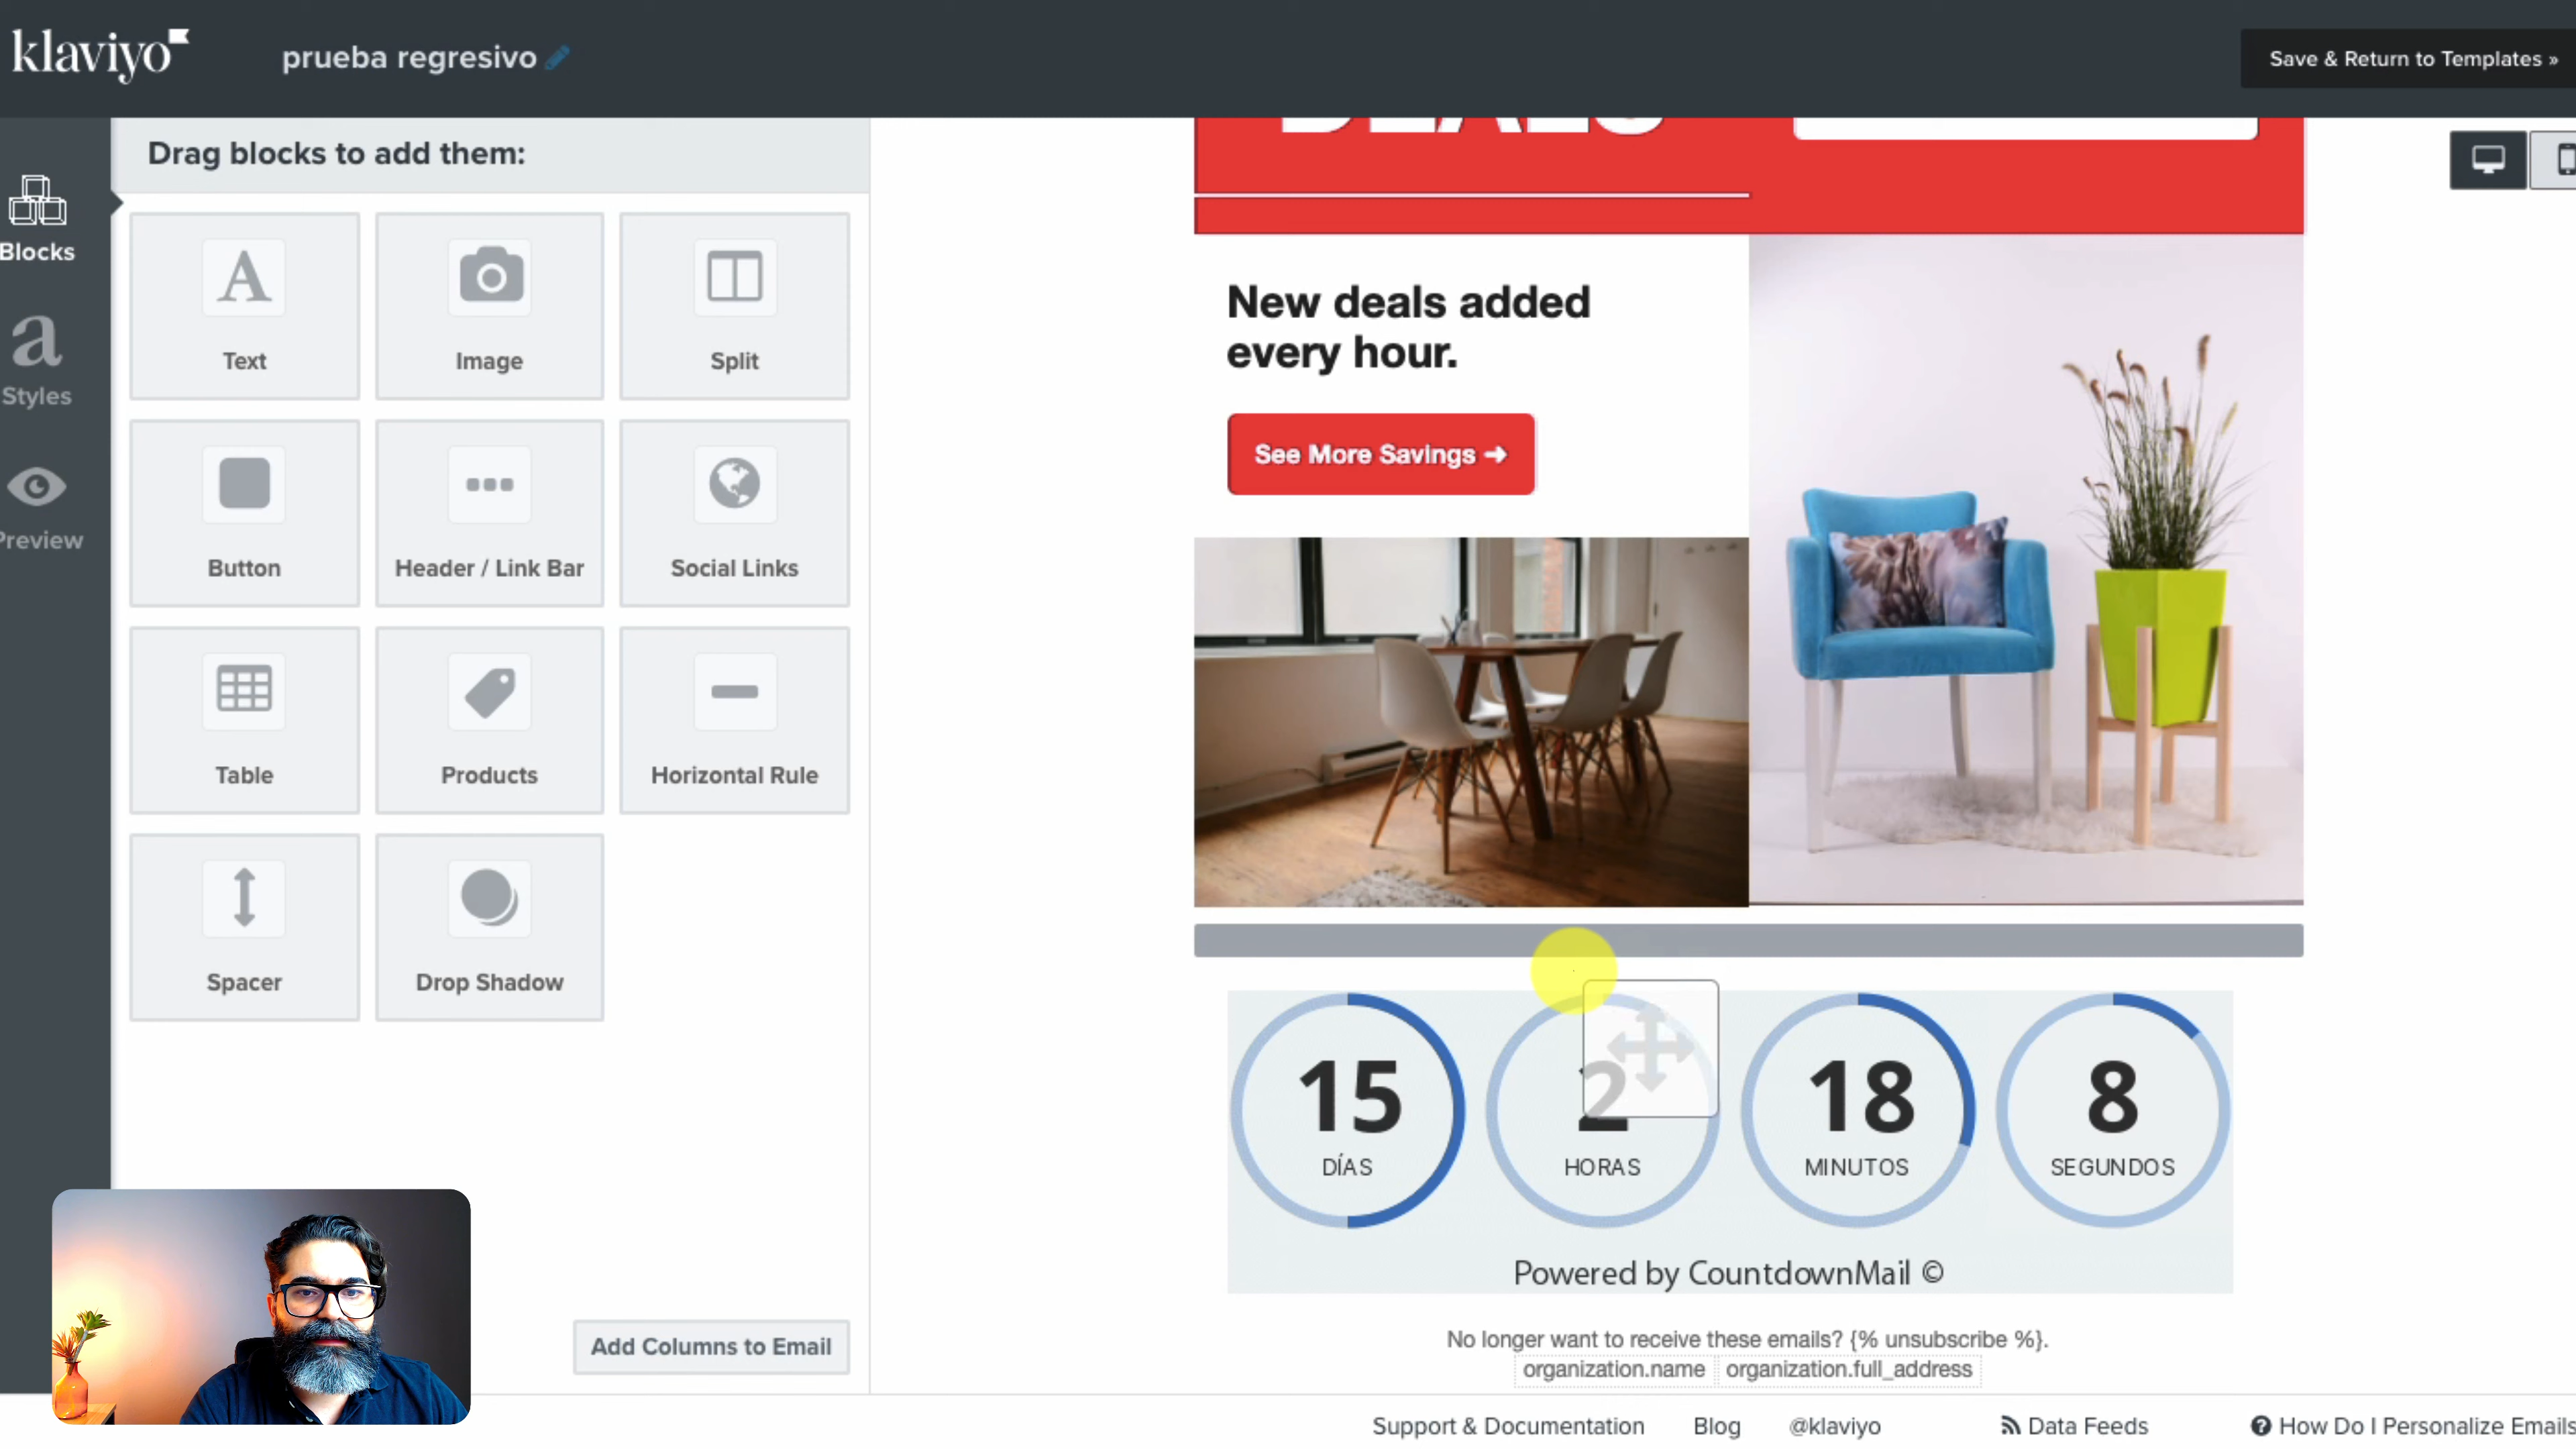 klaviyo
prueba regresivo
Save & Return to Templates »
Drag blocks to add them:
Blocks
Styles
Preview
Text
Image
Split
Button
Header / Link Bar
Social Links
Table
Products
Horizontal Rule
Spacer
Drop Shadow
Add Columns to Email
DEALS
New deals added
every hour.
See More Savings ➜
15
2
18
8
DÍAS
HORAS
MINUTOS
SEGUNDOS
Powered by CountdownMail ©
No longer want to receive these emails? {% unsubscribe %}.
organization.name organization.full_address
Support & Documentation
Blog
@klaviyo
Data Feeds
How Do I Personalize Emails